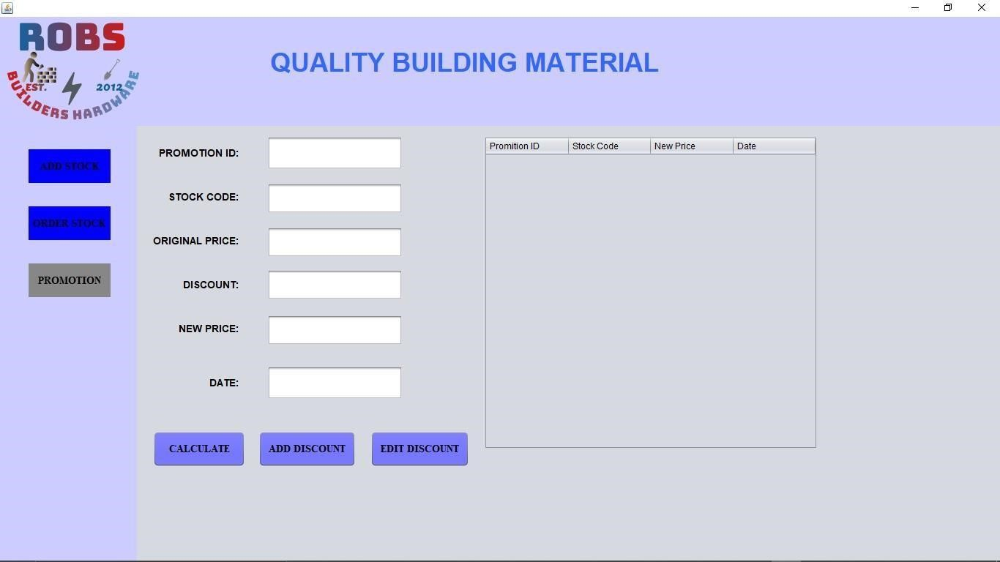 ROBS
EST. 2012
BUILDERS HARDWARE
QUALITY BUILDING MATERIAL
ADD STOCK
ORDER STOCK
PROMOTION
PROMOTION ID:
STOCK CODE:
ORIGINAL PRICE:
DISCOUNT:
NEW PRICE:
DATE:
CALCULATE ADD DISCOUNT EDIT DISCOUNT
Promition ID Stock Code New Price Date